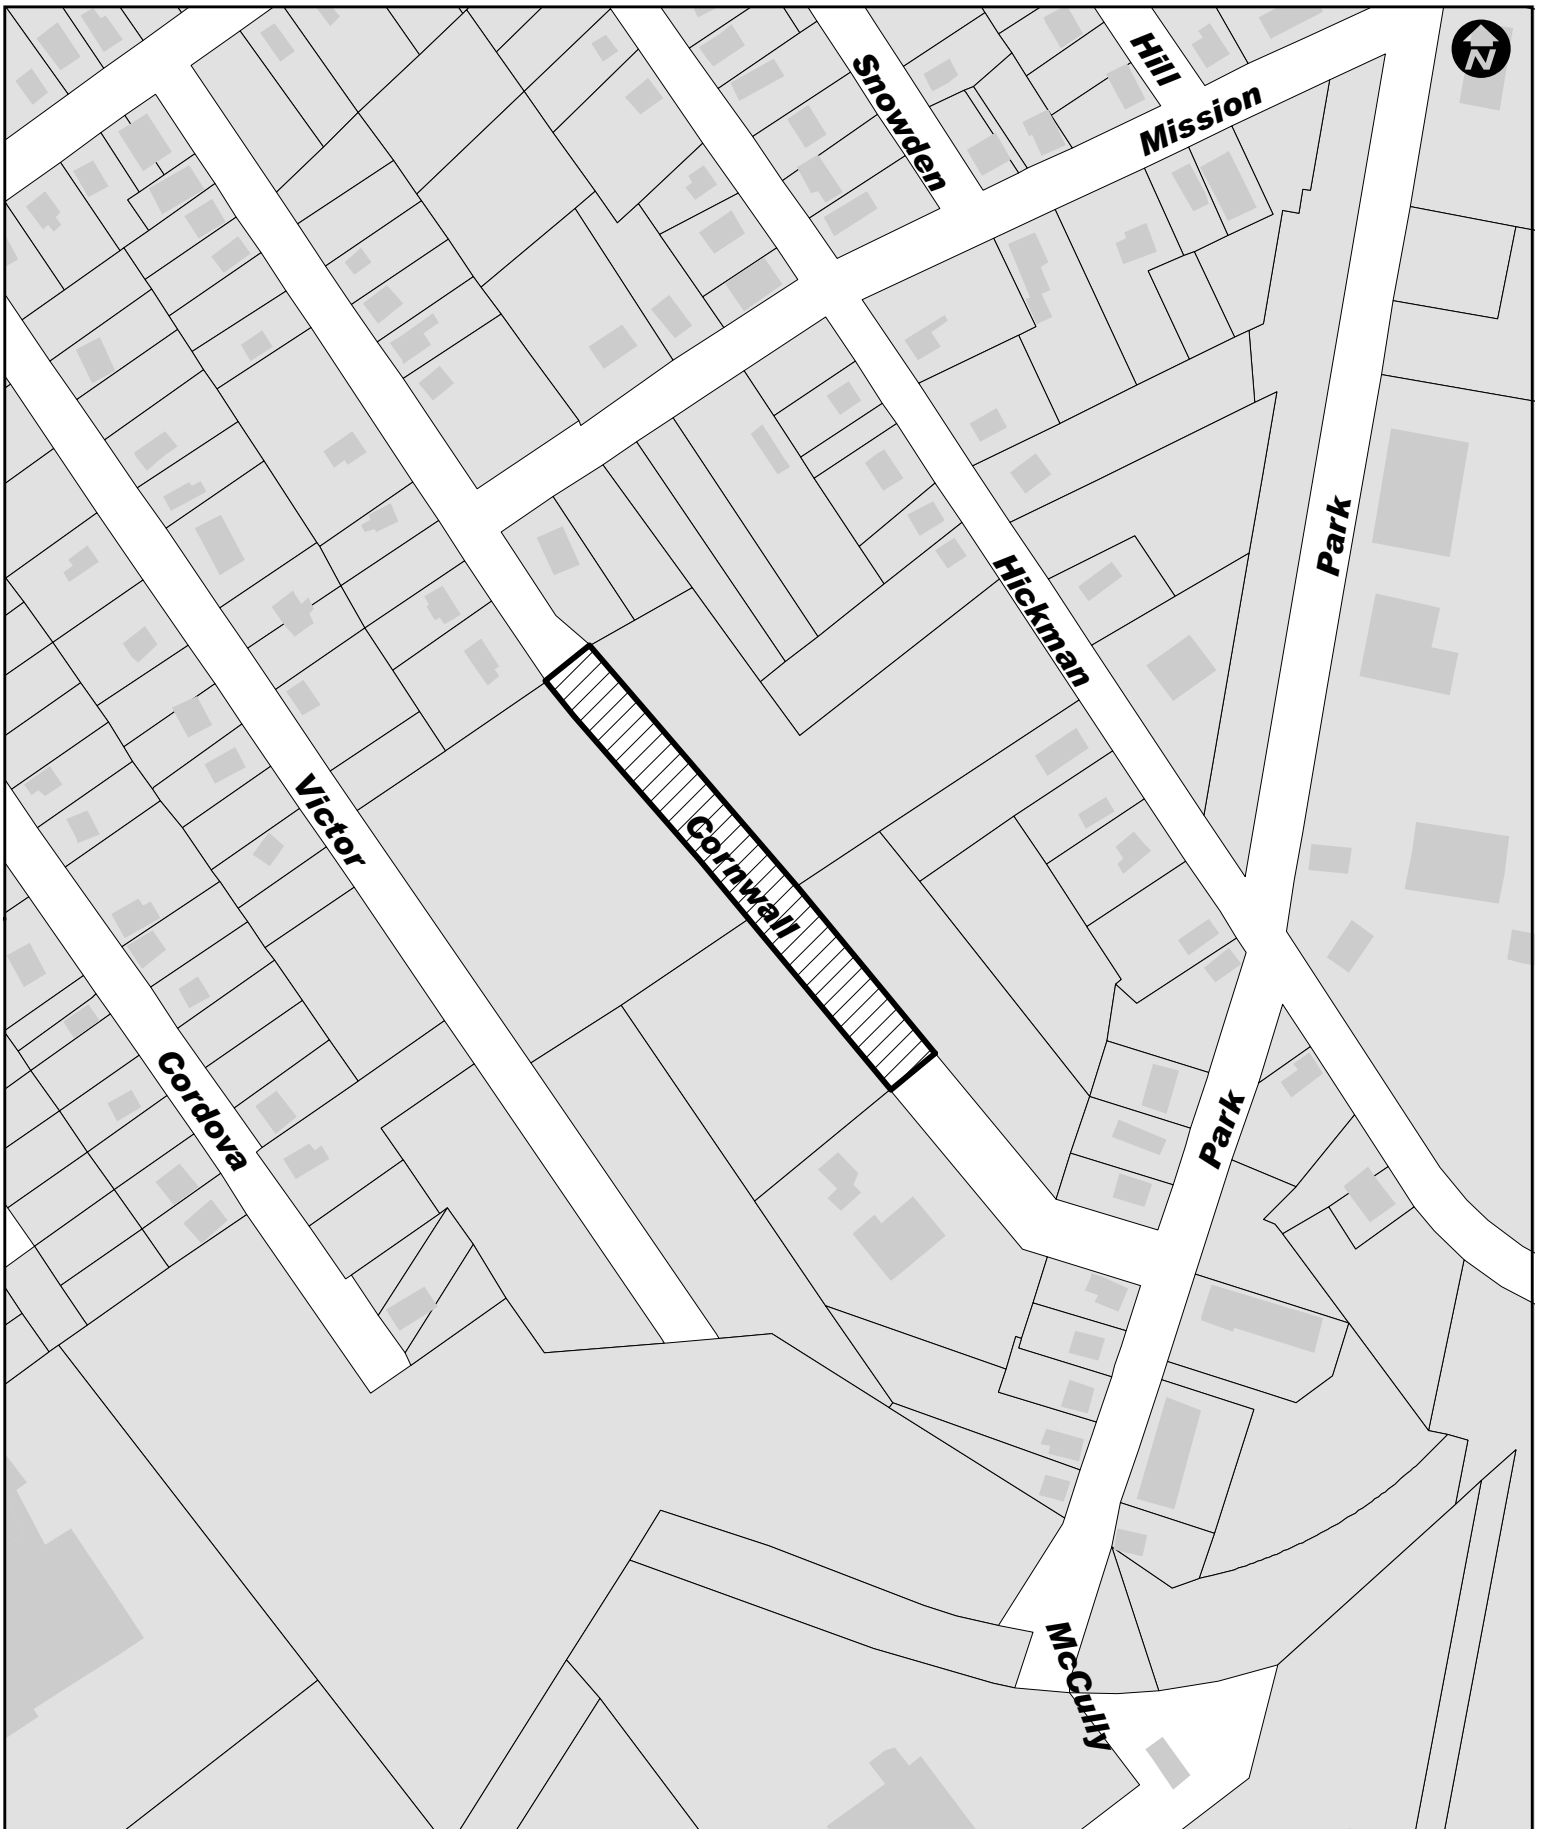 N
Hill
Snowden
Mission
Park
Hickman
Victor
Cornwall
Cordova
Park
McCully